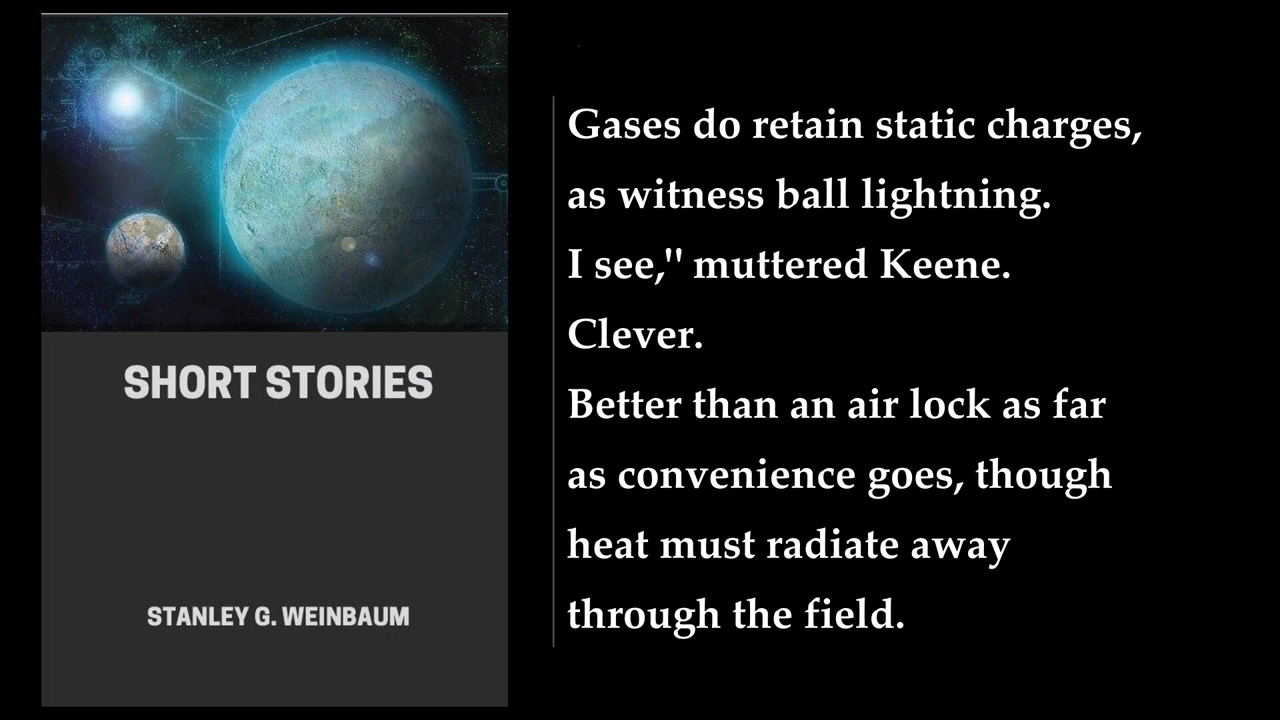 SHORT STORIES
STANLEY G. WEINBAUM
Gases do retain static charges,
as witness ball lightning.
I see," muttered Keene.
Clever.
Better than an air lock as far
as convenience goes, though
heat must radiate away
through the field.